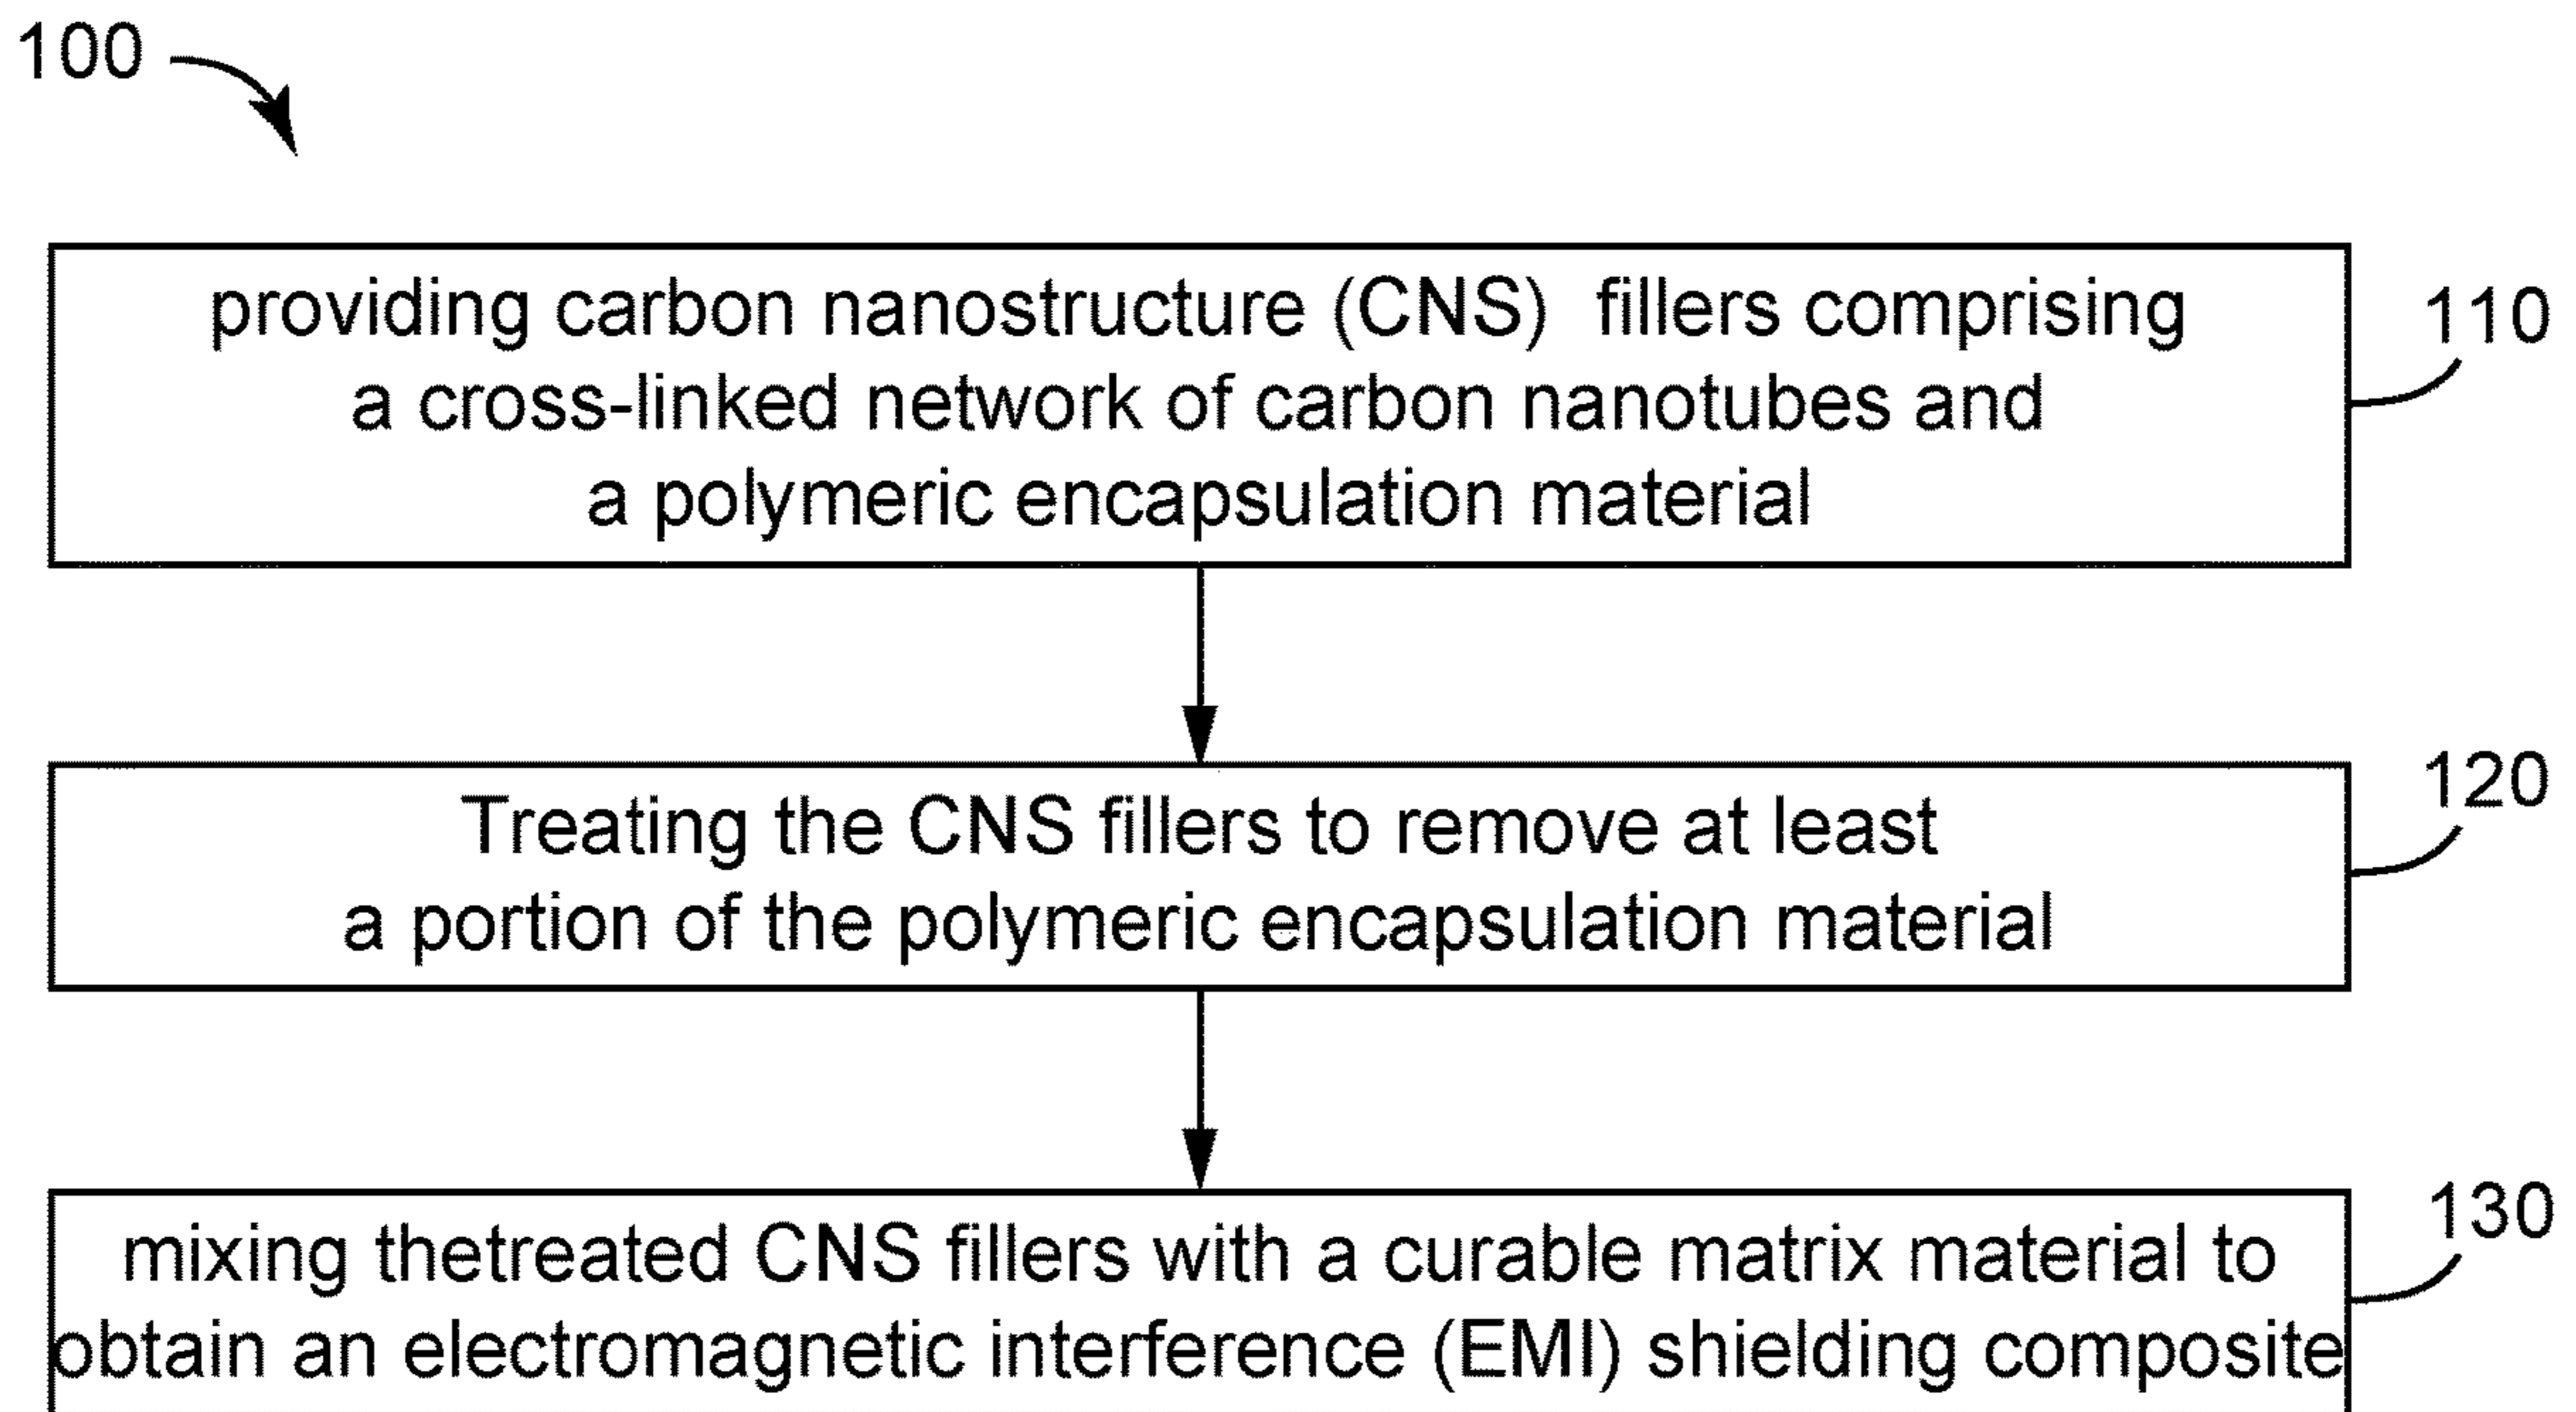 100
providing carbon nanostructure (CNS) fillers comprising
a cross-linked network of carbon nanotubes and
a polymeric encapsulation material
110
Treating the CNS fillers to remove at least
a portion of the polymeric encapsulation material
120
mixing thetreated CNS fillers with a curable matrix material to
obtain an electromagnetic interference (EMI) shielding composite
130